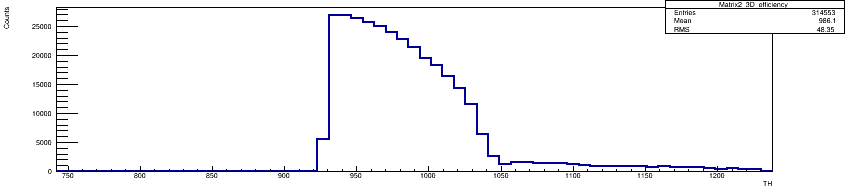 Matrix2_3D_efficiency
Entries 314553
Mean 986.1
RMS 48.35
Counts
25000
20000
15000
10000
5000
0
750 800 850 900 950 1000 1050 1100 1150 1200
TH